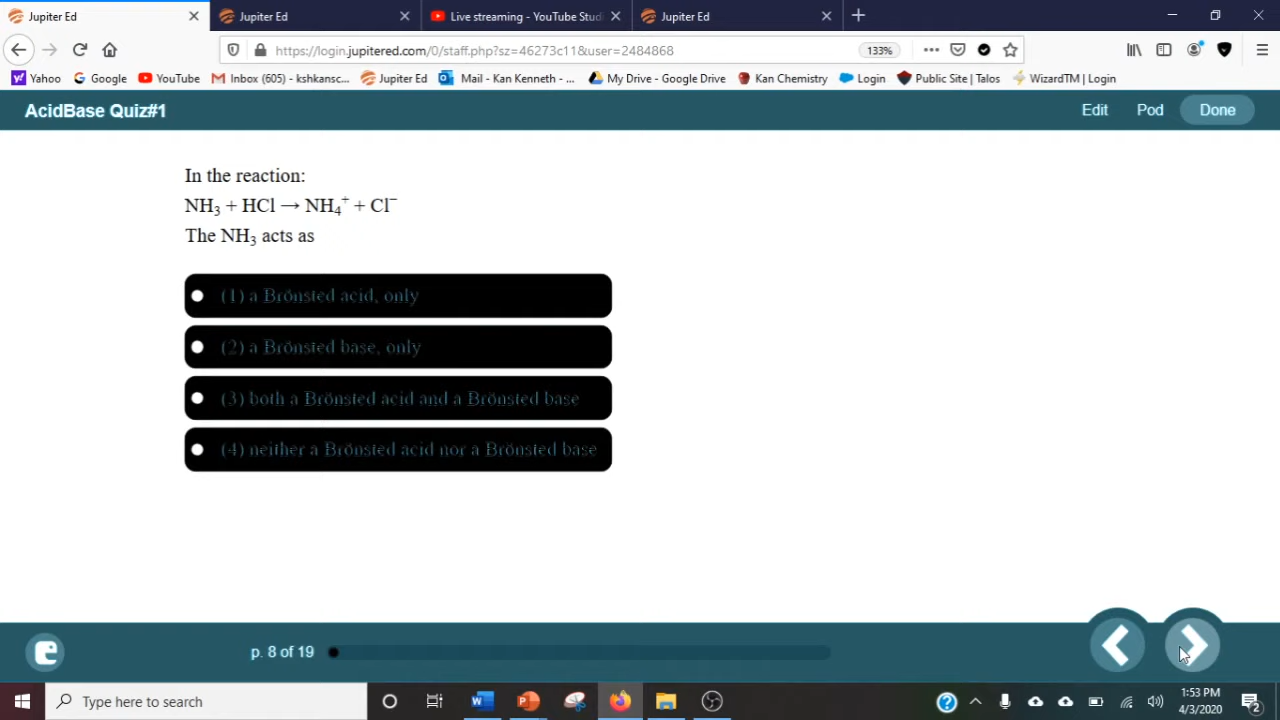 Jupiter Ed
Jupiter Ed
Live streaming - YouTube Studi
Jupiter Ed
https://login.jupitered.com/0/staff.php?sz=46273c11&user=2484868
133%
Yahoo
Google
YouTube
Inbox (605) - kshkansc...
Jupiter Ed
Mail - Kan Kenneth - ...
My Drive - Google Drive
Kan Chemistry
Login
Public Site | Talos
WizardTM | Login
AcidBase Quiz#1
Edit
Pod
Done
In the reaction:
NH₃ + HCl → NH₄⁺ + Cl⁻
The NH₃ acts as
(1) a Brönsted acid, only
(2) a Brönsted base, only
(3) both a Brönsted acid and a Brönsted base
(4) neither a Brönsted acid nor a Brönsted base
p. 8 of 19
Type here to search
1:53 PM
4/3/2020
2